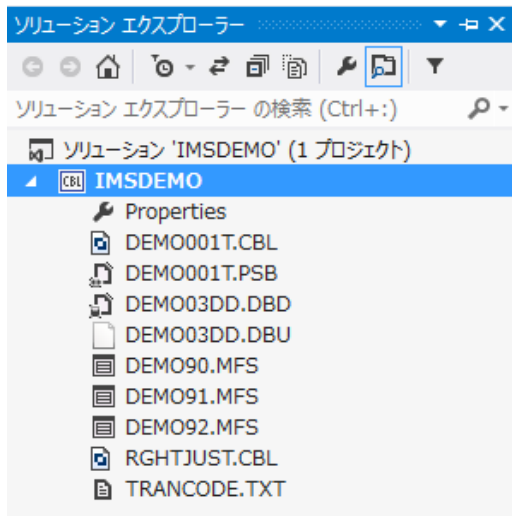 ソリューション エクスプローラー
ソリューション エクスプローラー の検索 (Ctrl+:)
ソリューション 'IMSDEMO' (1 プロジェクト)
CBL IMSDEMO
Properties
DEMO001T.CBL
DEMO001T.PSB
DEMO03DD.DBD
DEMO03DD.DBU
DEMO90.MFS
DEMO91.MFS
DEMO92.MFS
RGHTJUST.CBL
TRANCODE.TXT